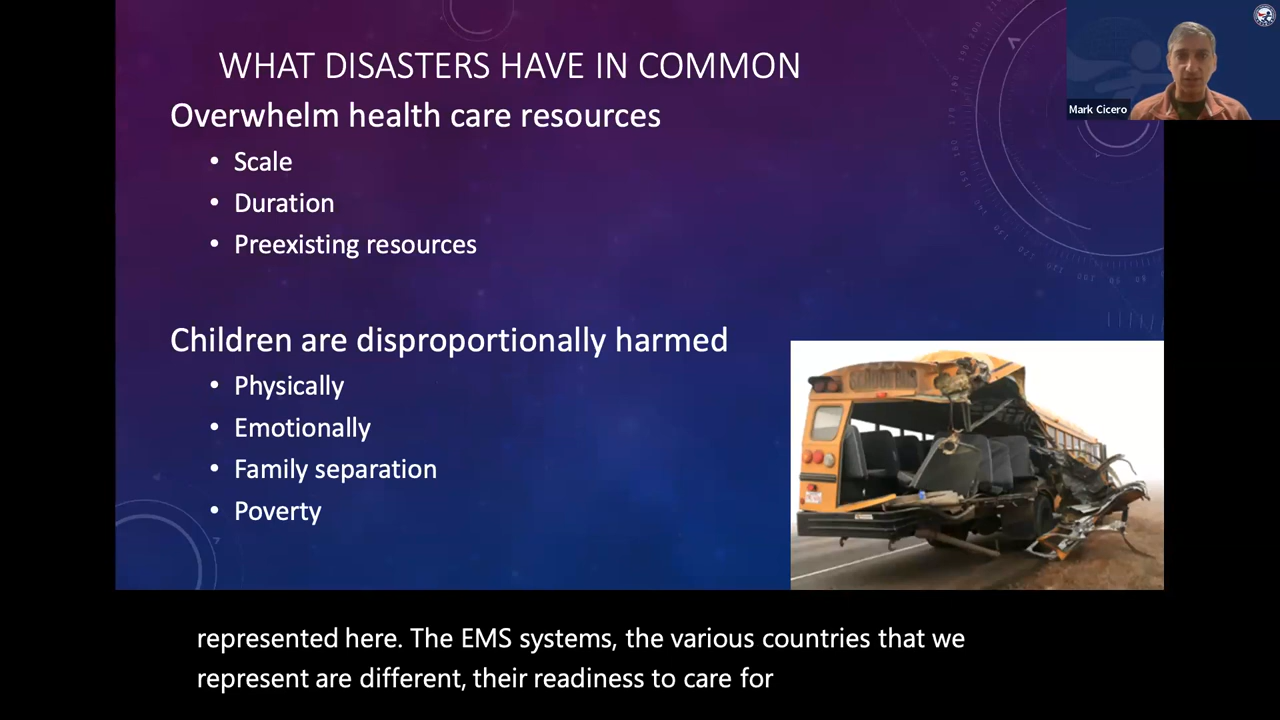 WHAT DISASTERS HAVE IN COMMON
Mark Cicero
Overwhelm health care resources
• Scale
• Duration
• Preexisting resources
Children are disproportionally harmed
• Physically
• Emotionally
• Family separation
• Poverty
represented here. The EMS systems, the various countries that we
represent are different, their readiness to care for